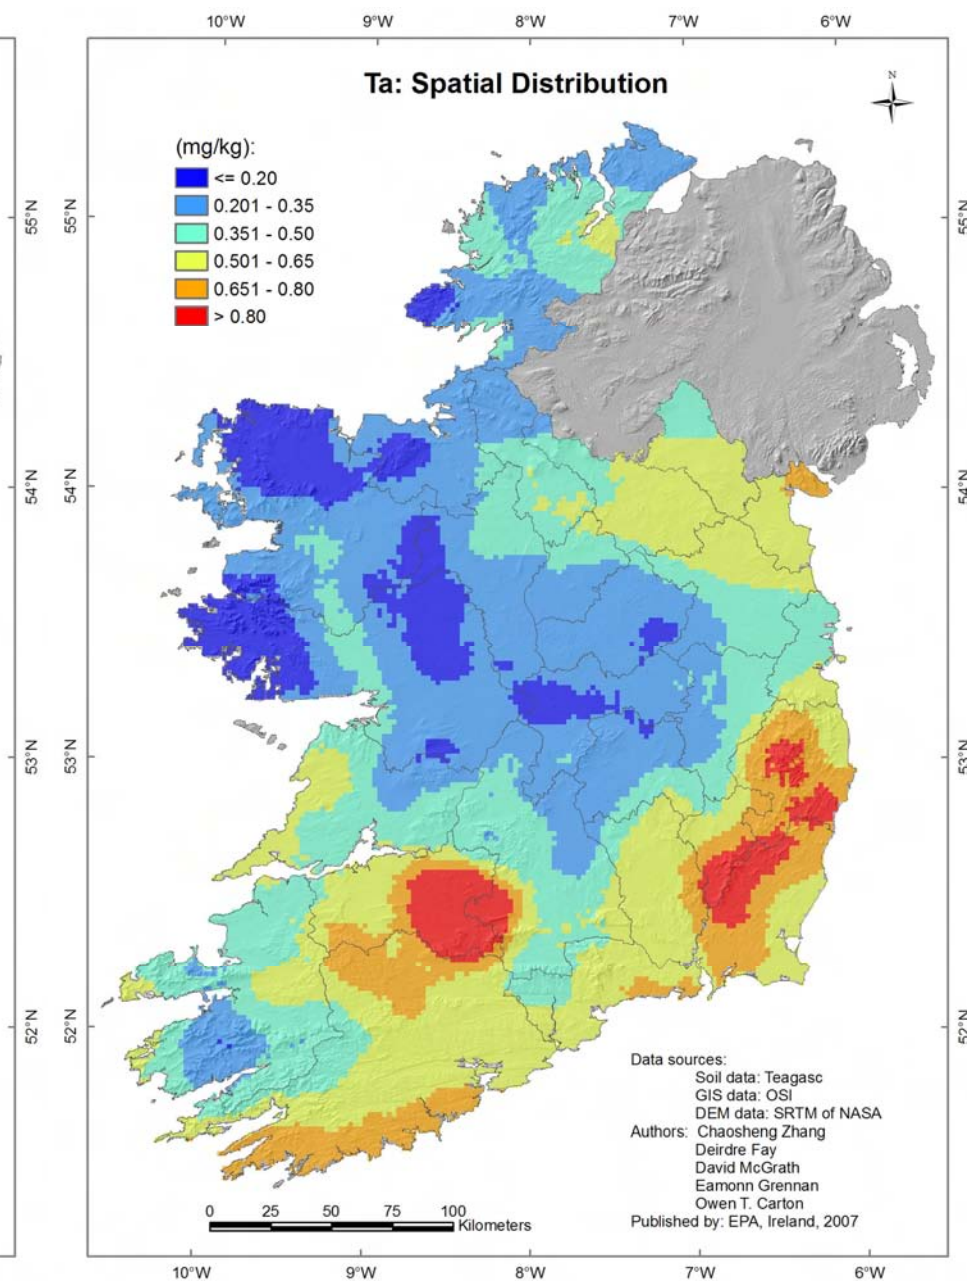 10°W 9°W 8°W 7°W 6°W
Ta: Spatial Distribution
N
(mg/kg):
<= 0.20
0.201 - 0.35
0.351 - 0.50
0.501 - 0.65
0.651 - 0.80
> 0.80
55°N 55°N 55°N
54°N 54°N 54°N
53°N 53°N 53°N
52°N 52°N 52°N
Data sources:
Soil data: Teagasc
GIS data: OSI
DEM data: SRTM of NASA
Authors: Chaosheng Zhang
Deirdre Fay
David McGrath
Eamonn Grennan
Owen T. Carton
Published by: EPA, Ireland, 2007
0 25 50 75 100
Kilometers
10°W 9°W 8°W 7°W 6°W